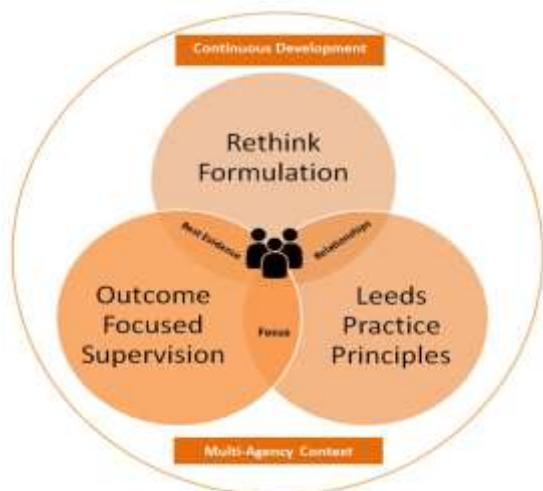 Continuous Development
Rethink
Formulation
Best Evidence
Relationships
Outcome
Focused
Supervision
Focus
Leeds
Practice
Principles
Multi-Agency Context